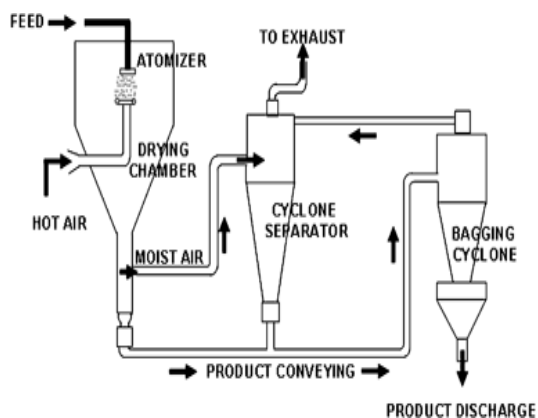 FEED
ATOMIZER
TO EXHAUST
DRYING
CHAMBER
HOT AIR
MOIST AIR
CYCLONE
SEPARATOR
BAGGING
CYCLONE
PRODUCT CONVEYING
PRODUCT DISCHARGE